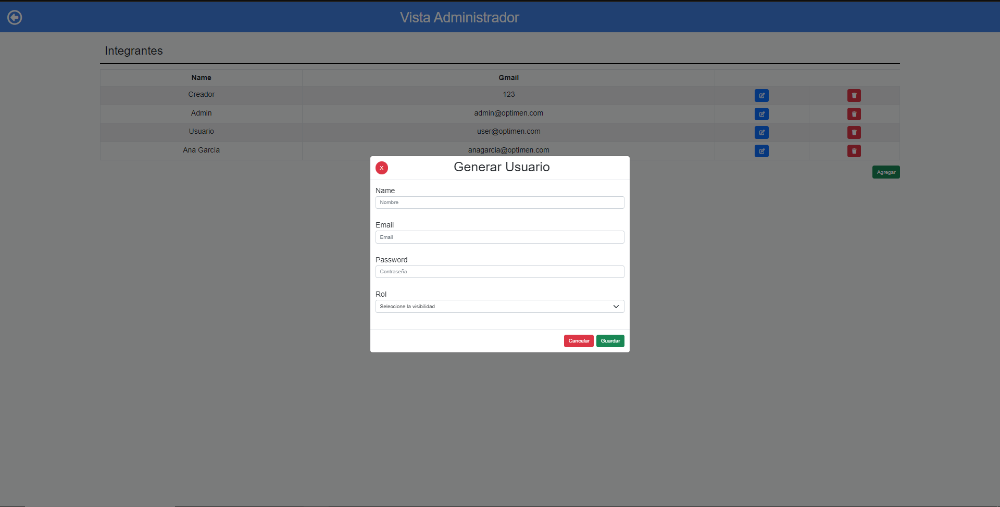 Vista Administrador
Integrantes
Name Gmail
Creador 123
Admin admin@optimen.com
Usuario user@optimen.com
Ana García anagarcia@optimen.com
Agregar
X Generar Usuario
Name
Nombre
Email
Email
Password
Contraseña
Rol
Seleccione la visibilidad
Cancelar Guardar